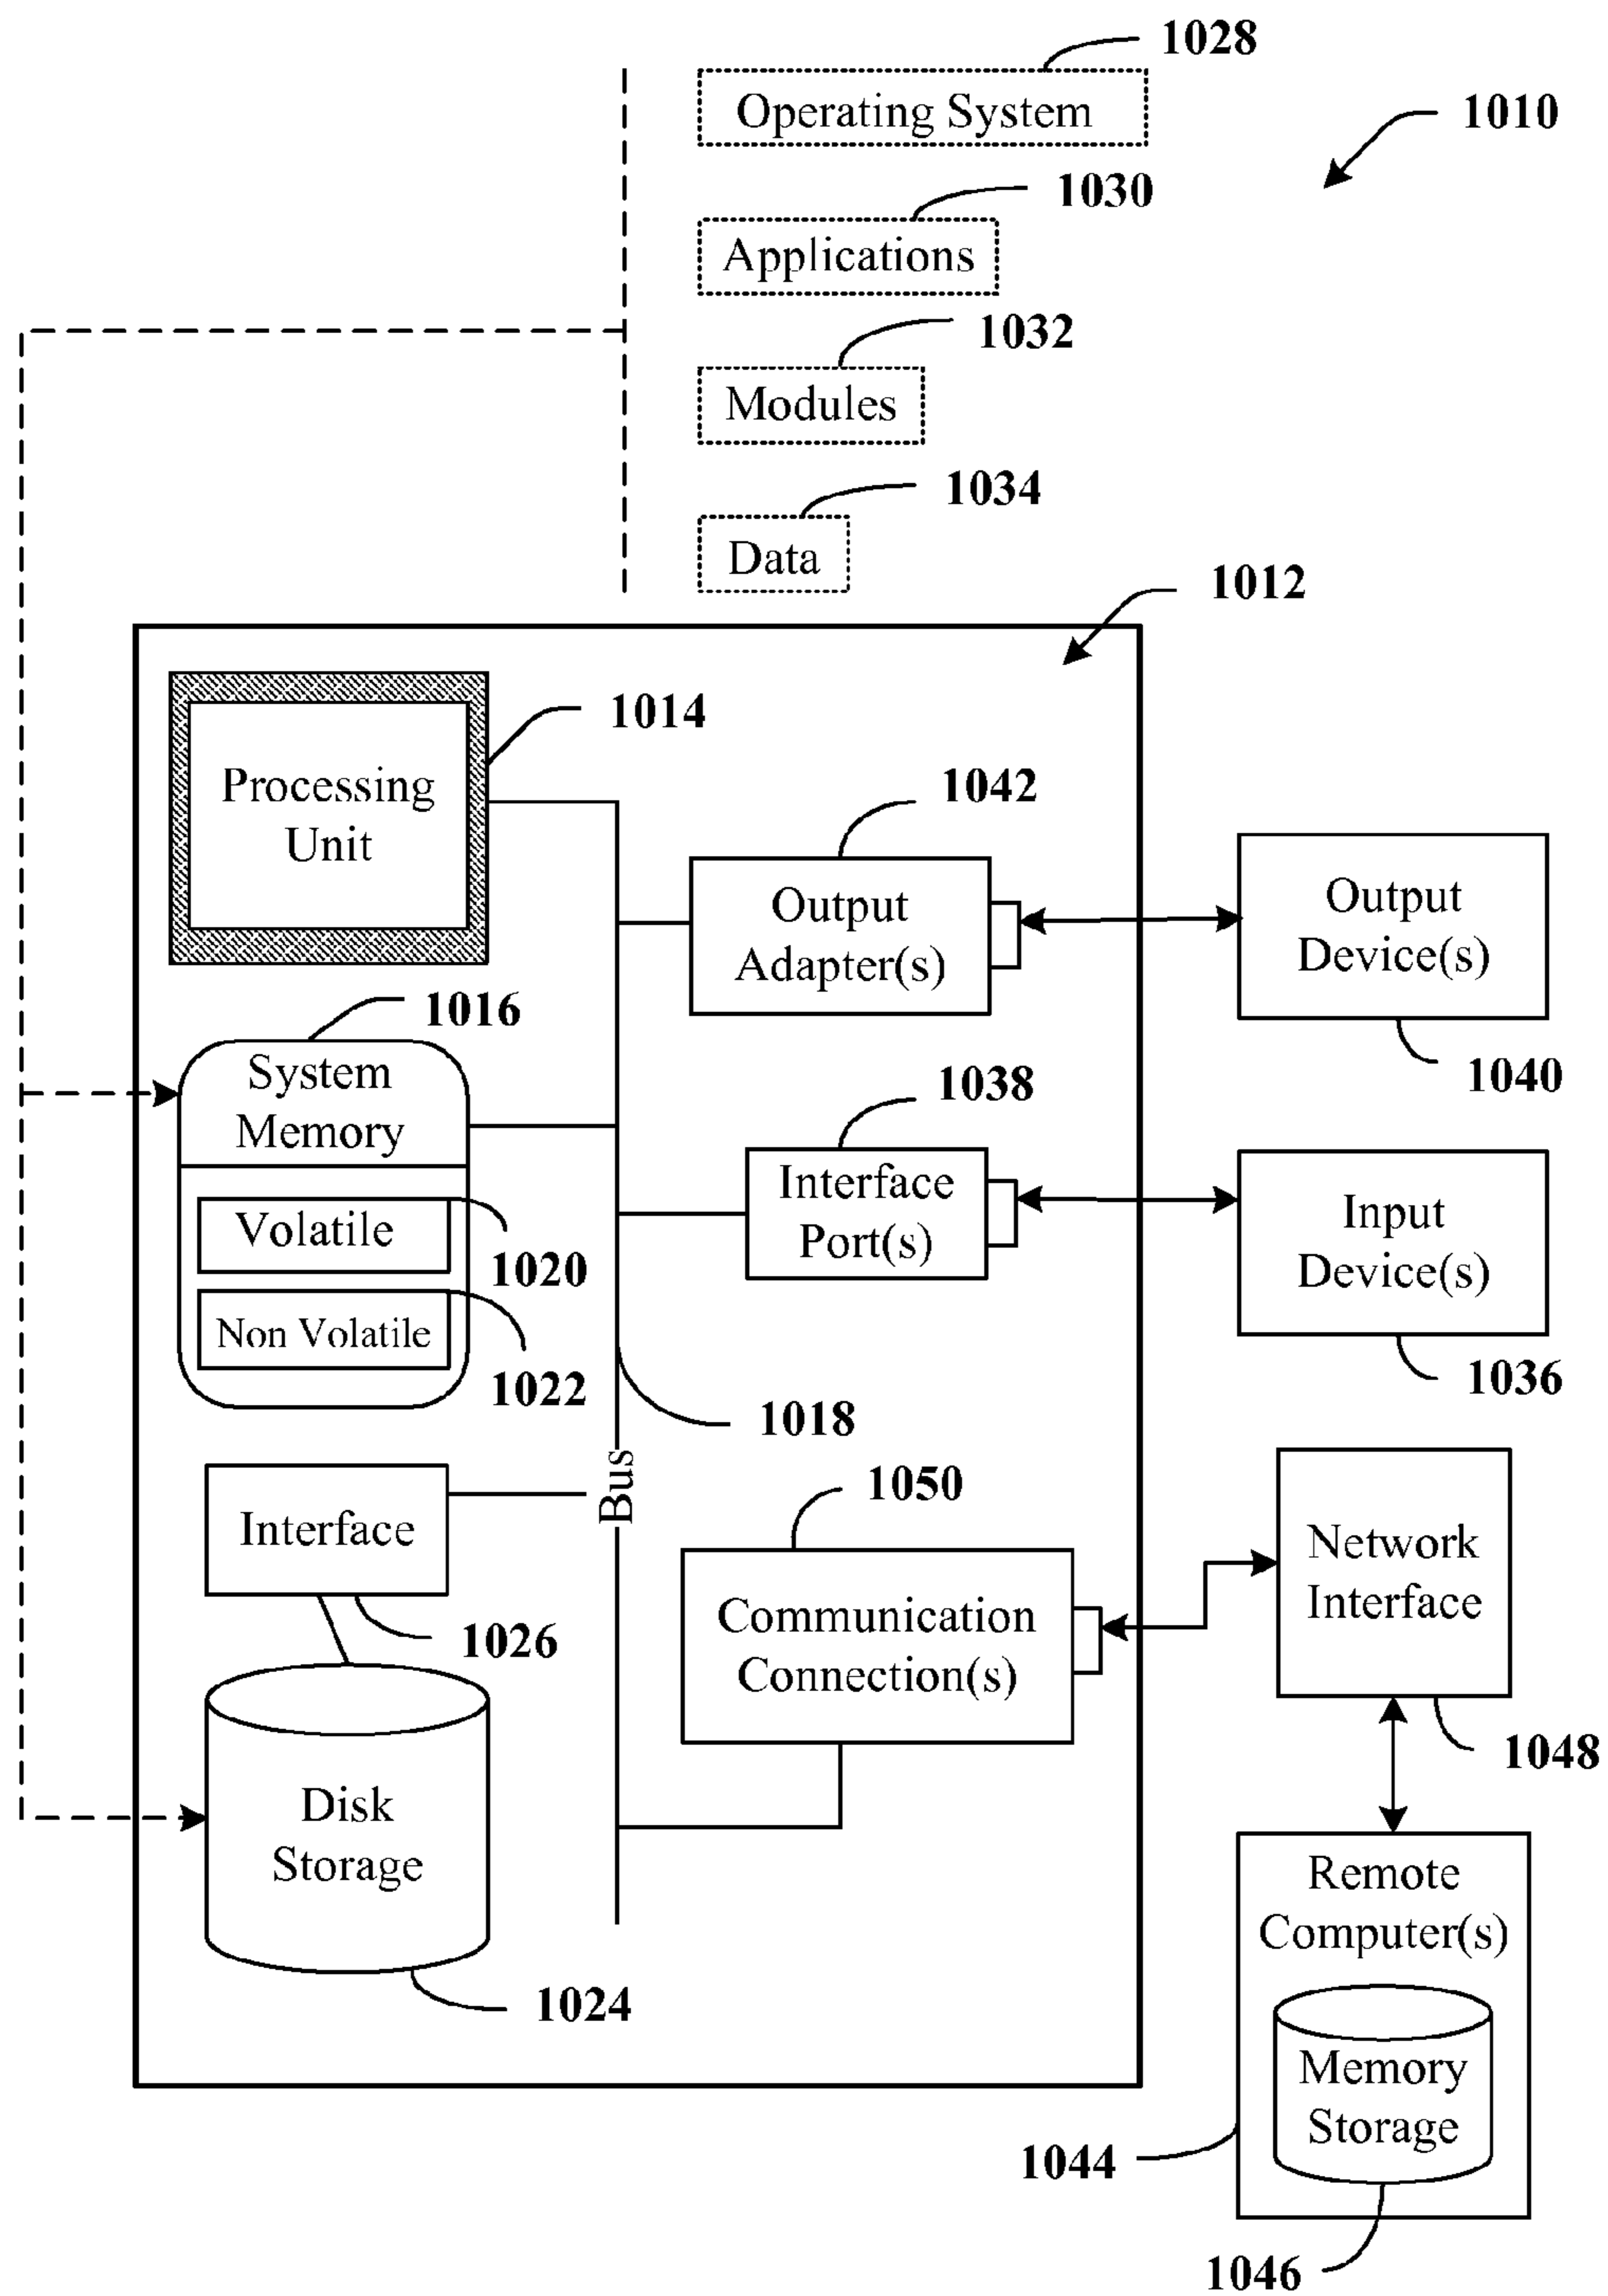 1028
Operating System
1010
1030
Applications
1032
Modules
1034
Data
1012
1014
Processing
Unit
1042
Output
Adapter(s)
Output
Device(s)
1040
1016
System
Memory
1038
Interface
Port(s)
Input
Device(s)
1036
Volatile
1020
Non Volatile
1022
1018
Bus
Interface
1026
1050
Communication
Connection(s)
Network
Interface
1048
Disk
Storage
1024
Remote
Computer(s)
Memory
Storage
1044
1046